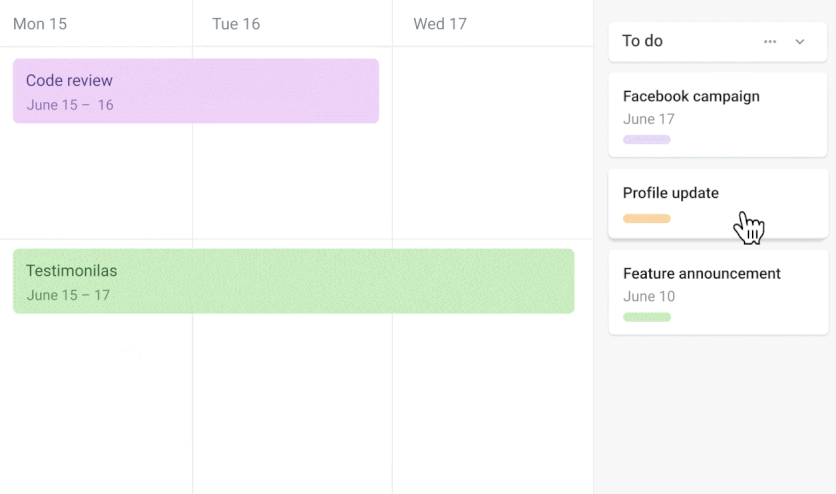 Mon 15
Tue 16
Wed 17
Code review
June 15 – 16
Testimonilas
June 15 – 17
To do
Facebook campaign
June 17
Profile update
Feature announcement
June 10